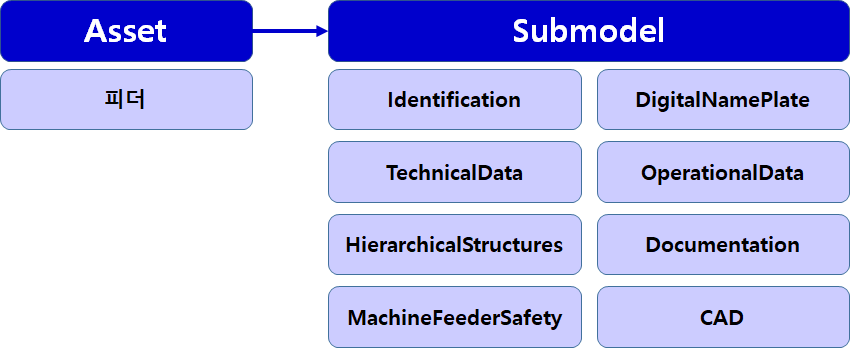 Asset
Submodel
피더
Identification
DigitalNamePlate
TechnicalData
OperationalData
HierarchicalStructures
Documentation
MachineFeederSafety
CAD